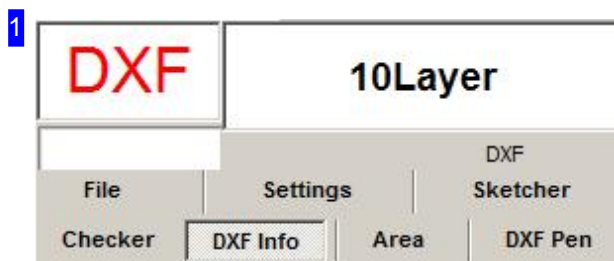 1
DXF 10Layer
DXF
File Settings Sketcher
Checker DXF Info Area DXF Pen